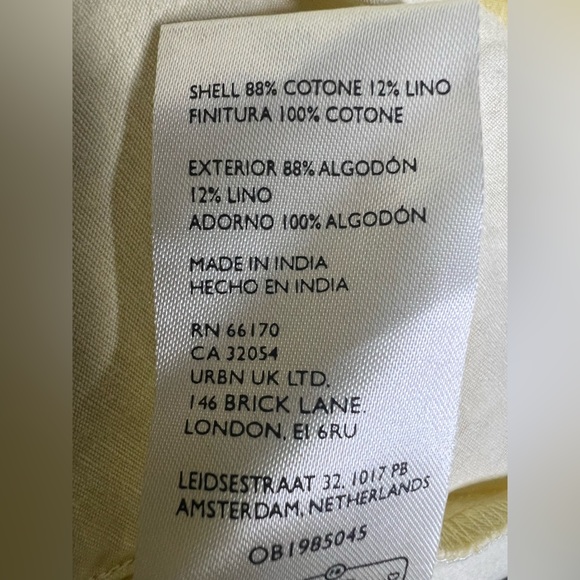 SHELL 88% COTONE 12% LINO
FINITURA 100% COTONE
EXTERIOR 88% ALGODÓN
12% LINO
ADORNO 100% ALGODÓN
MADE IN INDIA
HECHO EN INDIA
RN 66170
CA 32054
URBN UK LTD.
146 BRICK LANE.
LONDON, E1 6RU
LEIDSESTRAAT 32, 1017 PB
AMSTERDAM, NETHERLANDS
OB1985045